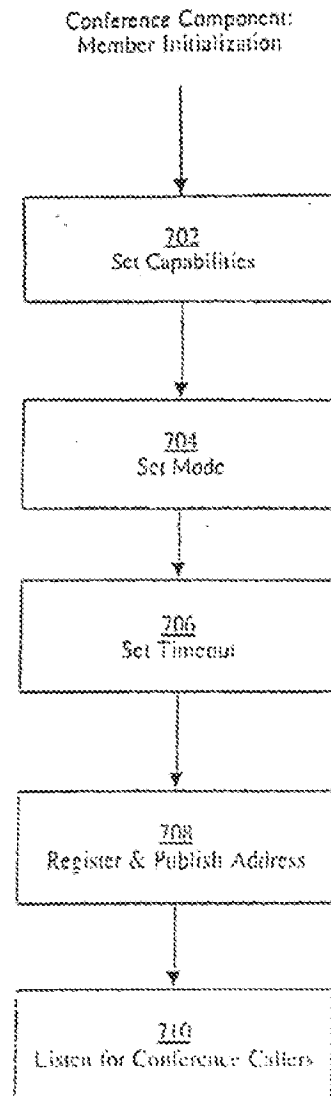 Conference Component:
Member Initialization
702
Set Capabilities
704
Set Mode
706
Set Timeout
708
Register & Publish Address
710
Listen for Conference Callers